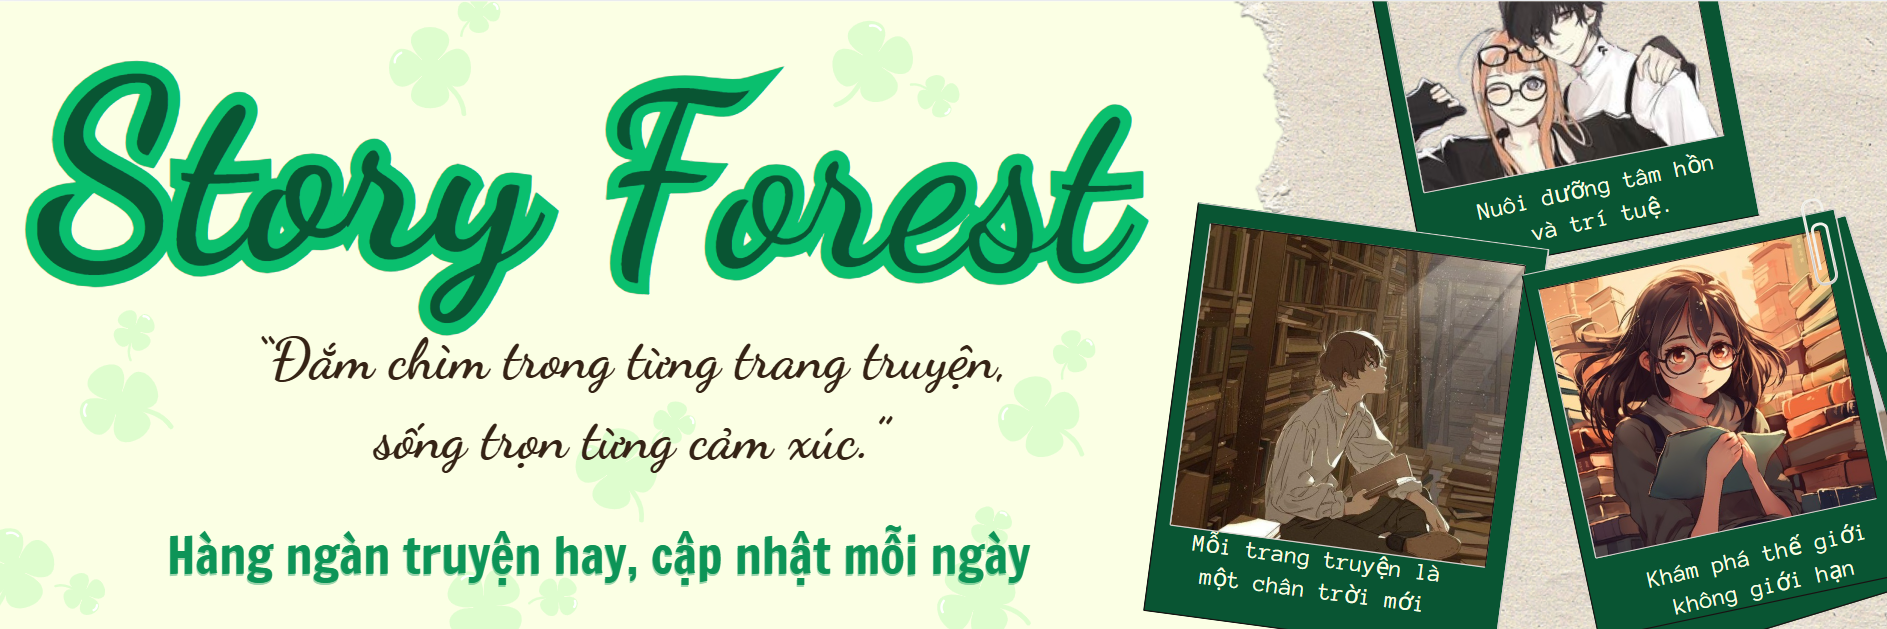 Story Forest
“Đắm chìm trong từng trang truyện,
sống trọn từng cảm xúc.”
Hàng ngàn truyện hay, cập nhật mỗi ngày
Nuôi dưỡng tâm hồn
và trí tuệ.
Mỗi trang truyện là
một chân trời mới
Khám phá thế giới
không giới hạn